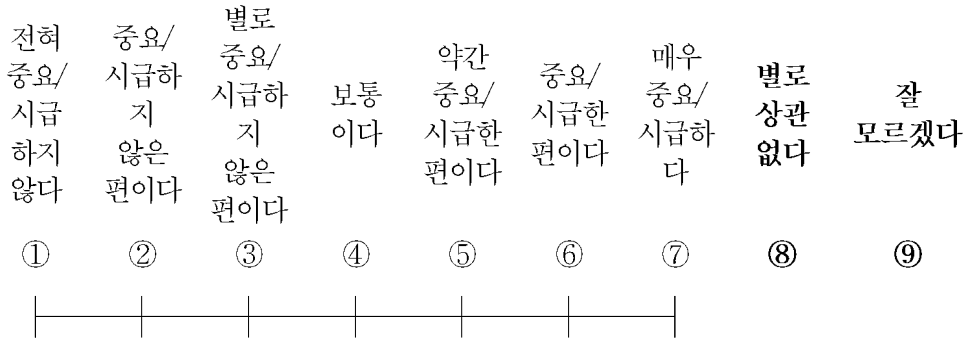 전혀
중요/
시급
하지
않다
중요/
시급하
지
않은
편이다
별로
중요/
시급하
지
않은
편이다
보통
이다
약간
중요/
시급한
편이다
중요/
시급한
편이다
매우
중요/
시급하
다
별로
상관
없다
잘
모르겠다
① ② ③ ④ ⑤ ⑥ ⑦ ⑧ ⑨